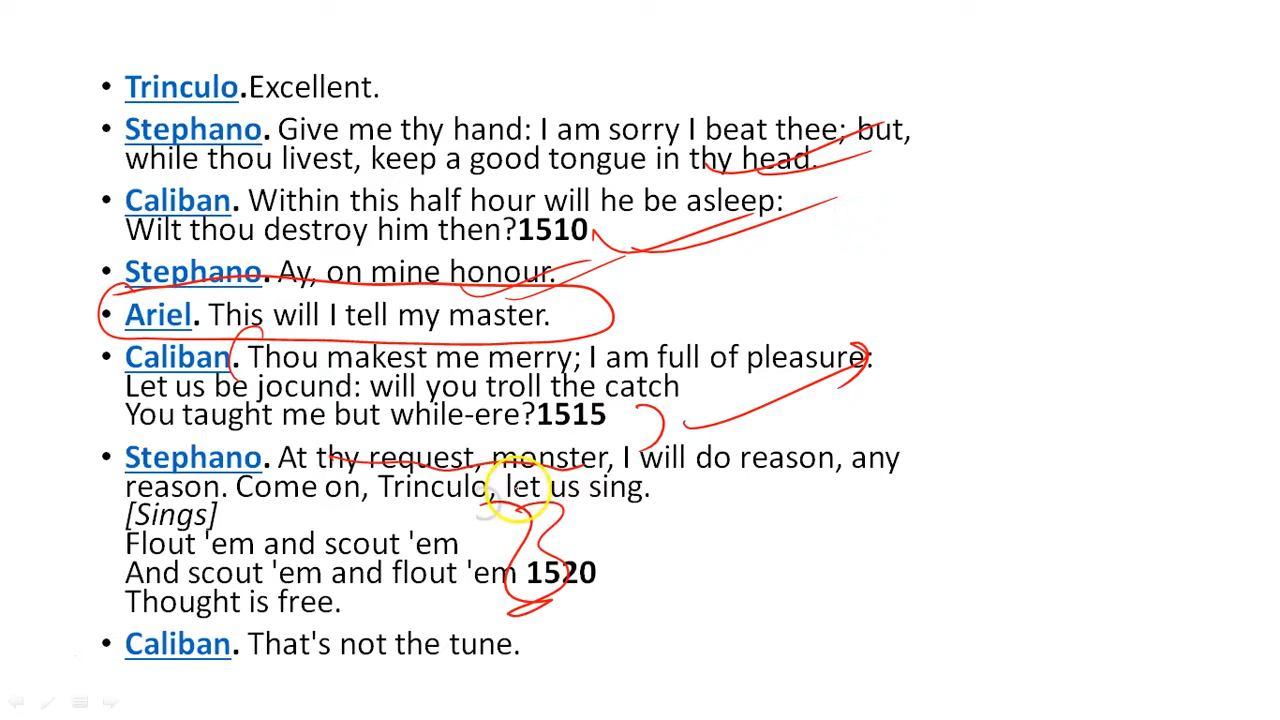 • Trinculo.Excellent.
• Stephano. Give me thy hand: I am sorry I beat thee; but,
while thou livest, keep a good tongue in thy head.
• Caliban. Within this half hour will he be asleep:
Wilt thou destroy him then?1510
• Stephano. Ay, on mine honour.
• Ariel. This will I tell my master.
• Caliban. Thou makest me merry; I am full of pleasure:
Let us be jocund: will you troll the catch
You taught me but while-ere?1515
• Stephano. At thy request, monster, I will do reason, any
reason. Come on, Trinculo, let us sing.
[Sings]
Flout 'em and scout 'em
And scout 'em and flout 'em 1520
Thought is free.
• Caliban. That's not the tune.